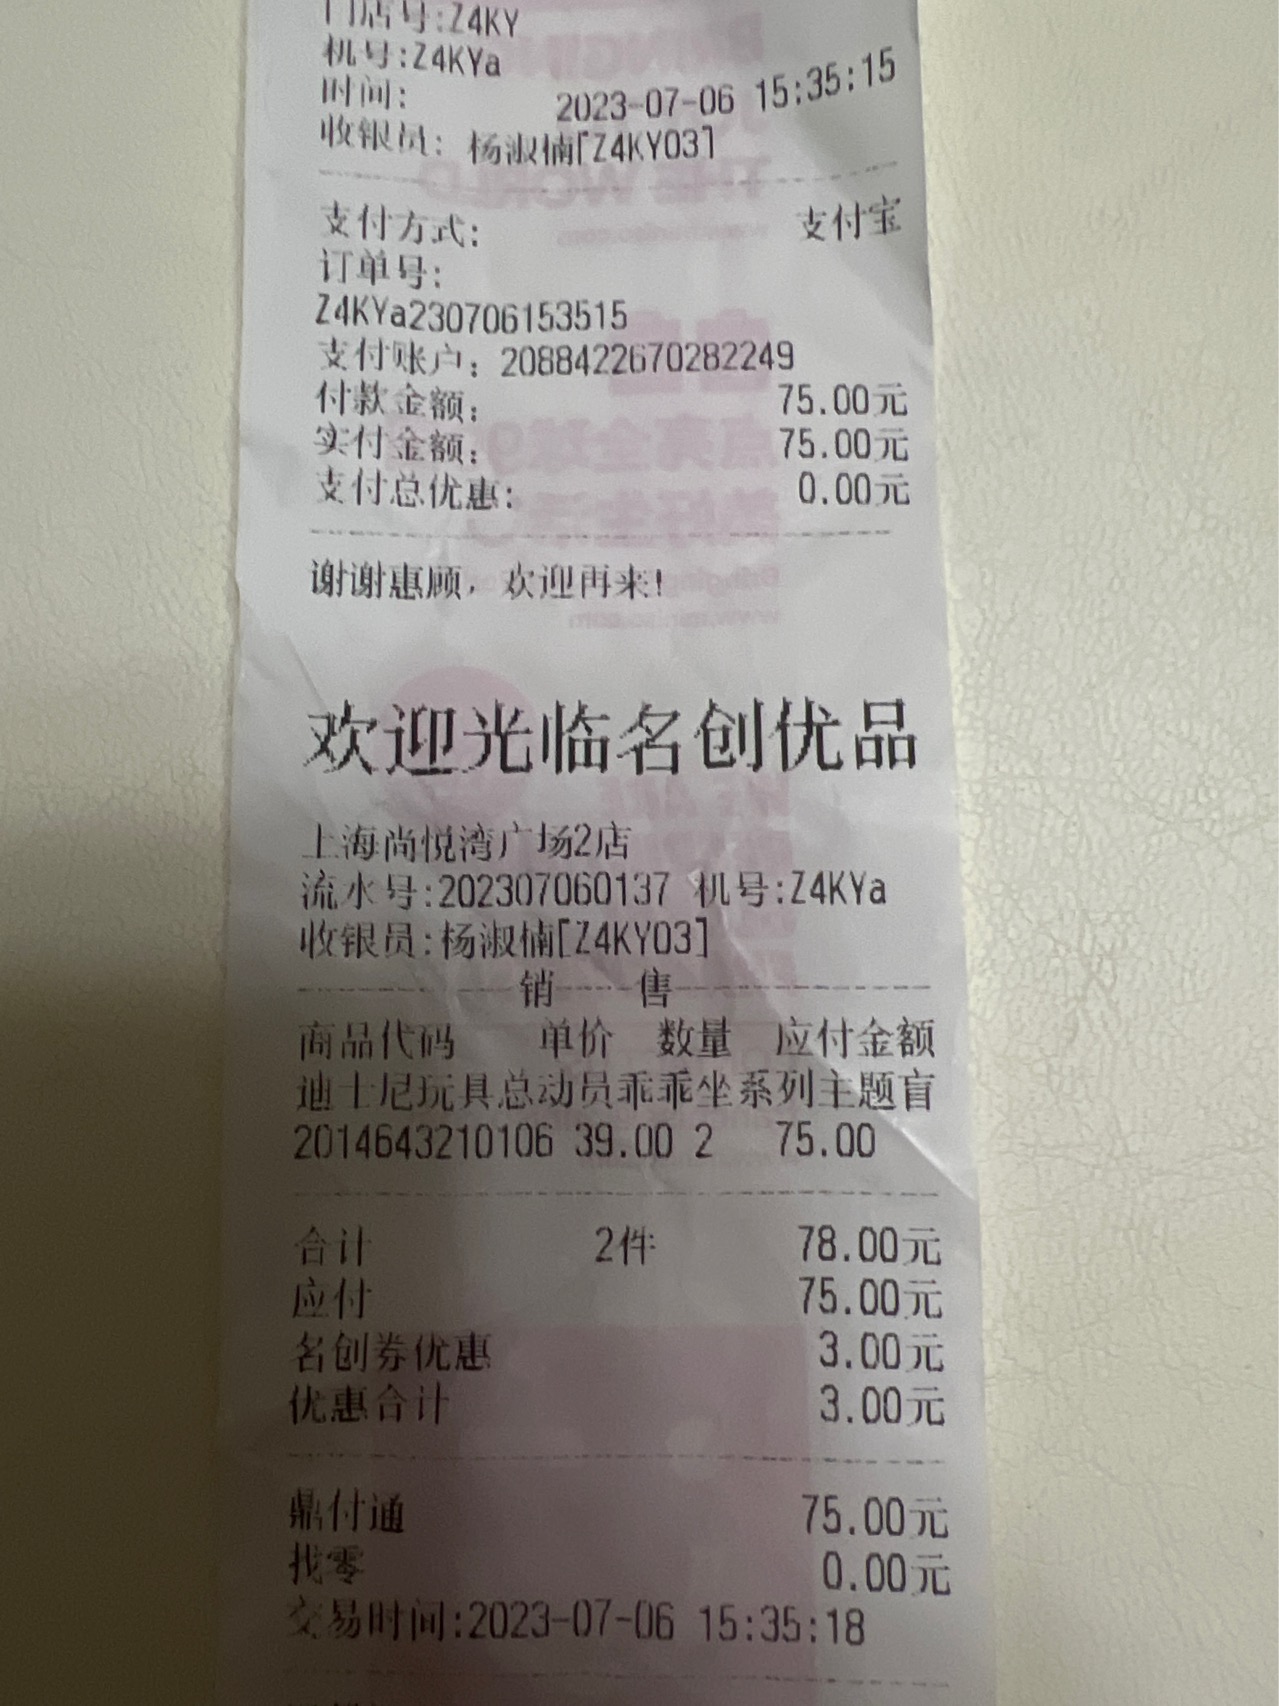 门店号:Z4KY
机号:Z4KYa
时间: 2023-07-06 15:35:15
收银员: 杨淑楠[Z4KY03]
支付方式: 支付宝
订单号:
Z4KYa230706153515
支付账户: 2088422670282249
付款金额: 75.00元
实付金额: 75.00元
支付总优惠: 0.00元
谢谢惠顾，欢迎再来!
欢迎光临名创优品
上海尚悦湾广场2店
流水号:202307060137 机号:Z4KYa
收银员:杨淑楠[Z4KY03]
销 售
商品代码 单价 数量 应付金额
迪士尼玩具总动员乖乖坐系列主题盲
2014643210106 39.00 2 75.00
合计 2件 78.00元
应付 75.00元
名创券优惠 3.00元
优惠合计 3.00元
鼎付通 75.00元
找零 0.00元
交易时间:2023-07-06 15:35:18